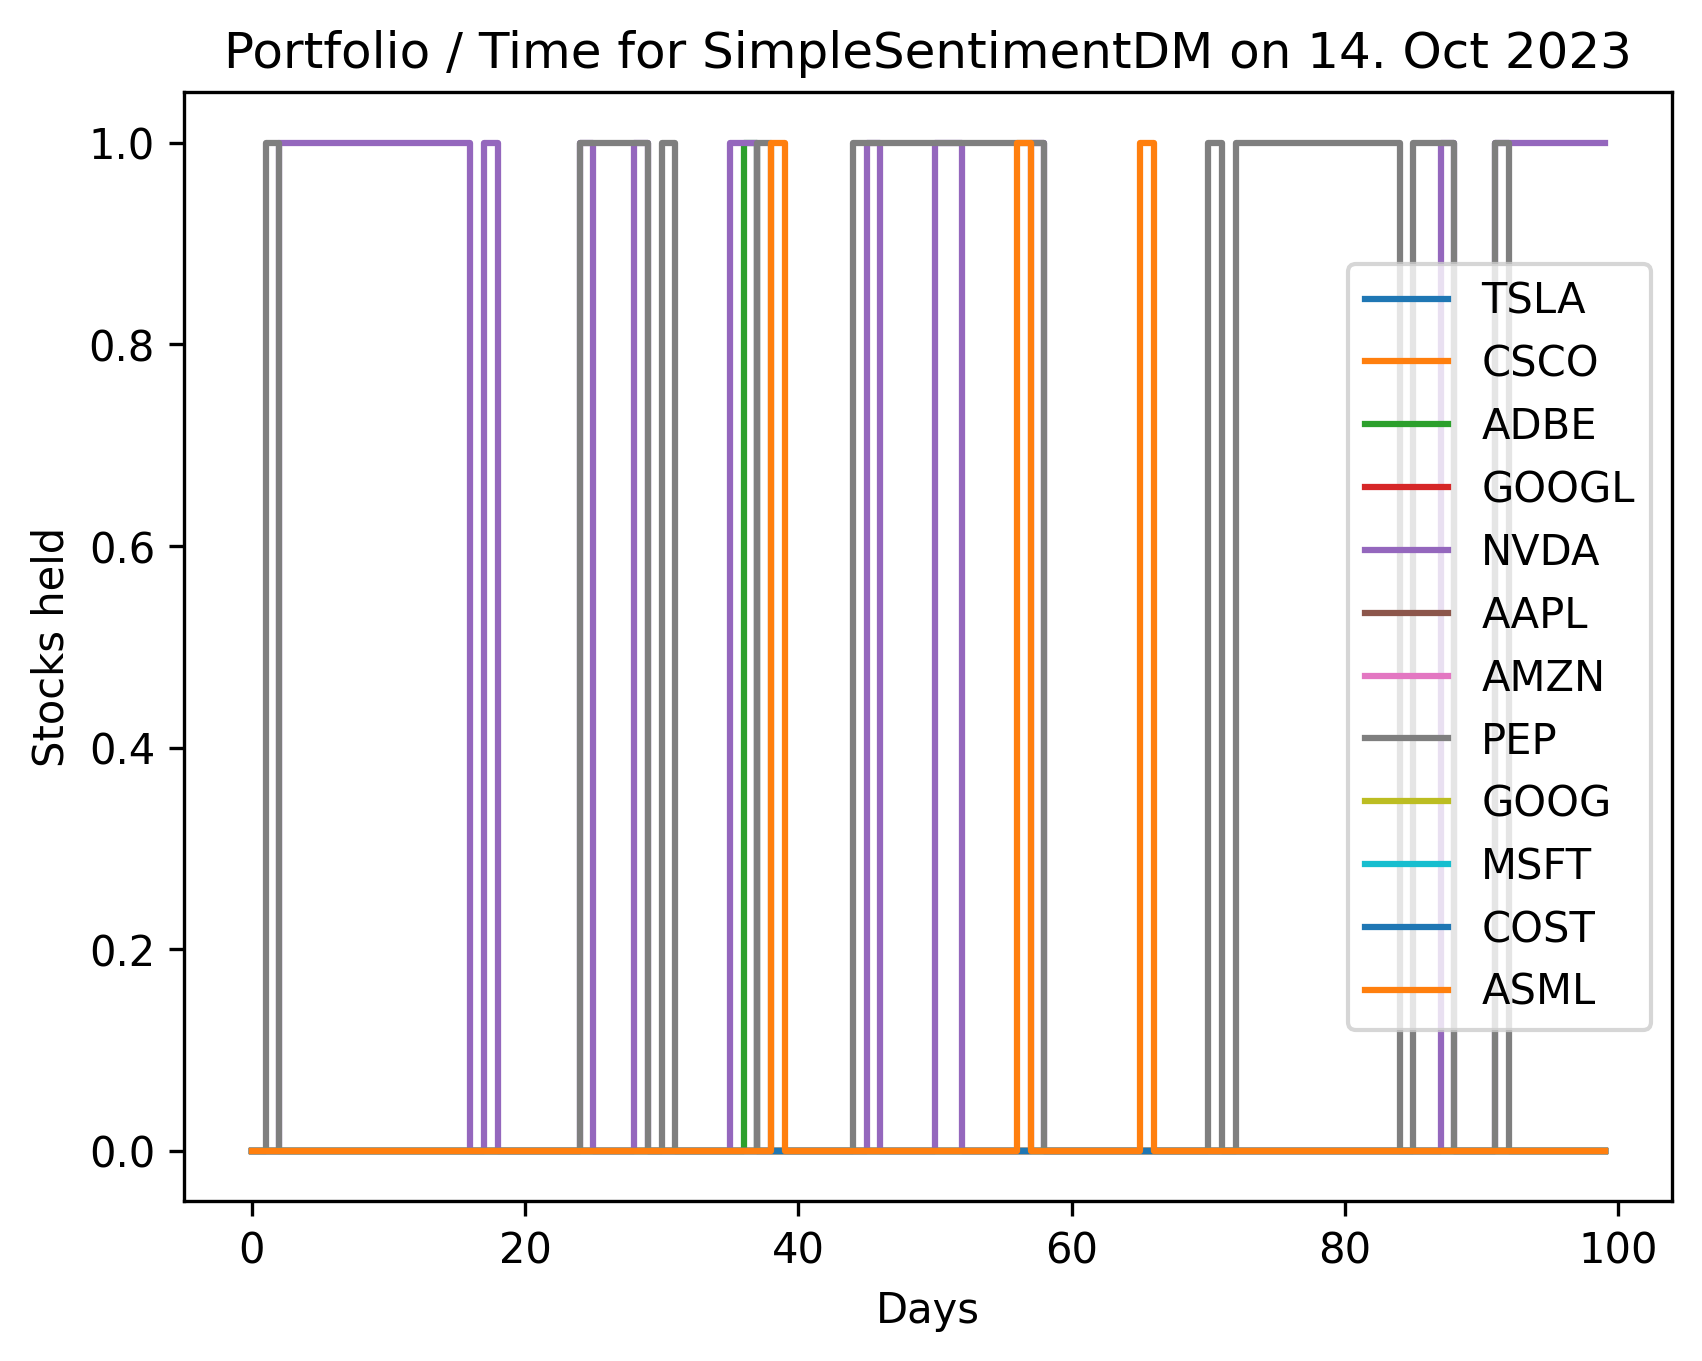 Portfolio / Time for SimpleSentimentDM on 14. Oct 2023
1.0
0.8
0.6
0.4
0.2
0.0
Stocks held
TSLA
CSCO
ADBE
GOOGL
NVDA
AAPL
AMZN
PEP
GOOG
MSFT
COST
ASML
0 20 40 60 80 100
Days